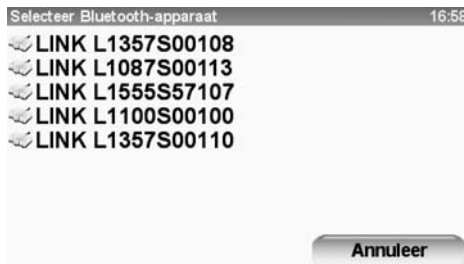 Selecteer Bluetooth-apparaat 16:58
LINK L1357S00108
LINK L1087S00113
LINK L1555S57107
LINK L1100S00100
LINK L1357S00110
Annuleer